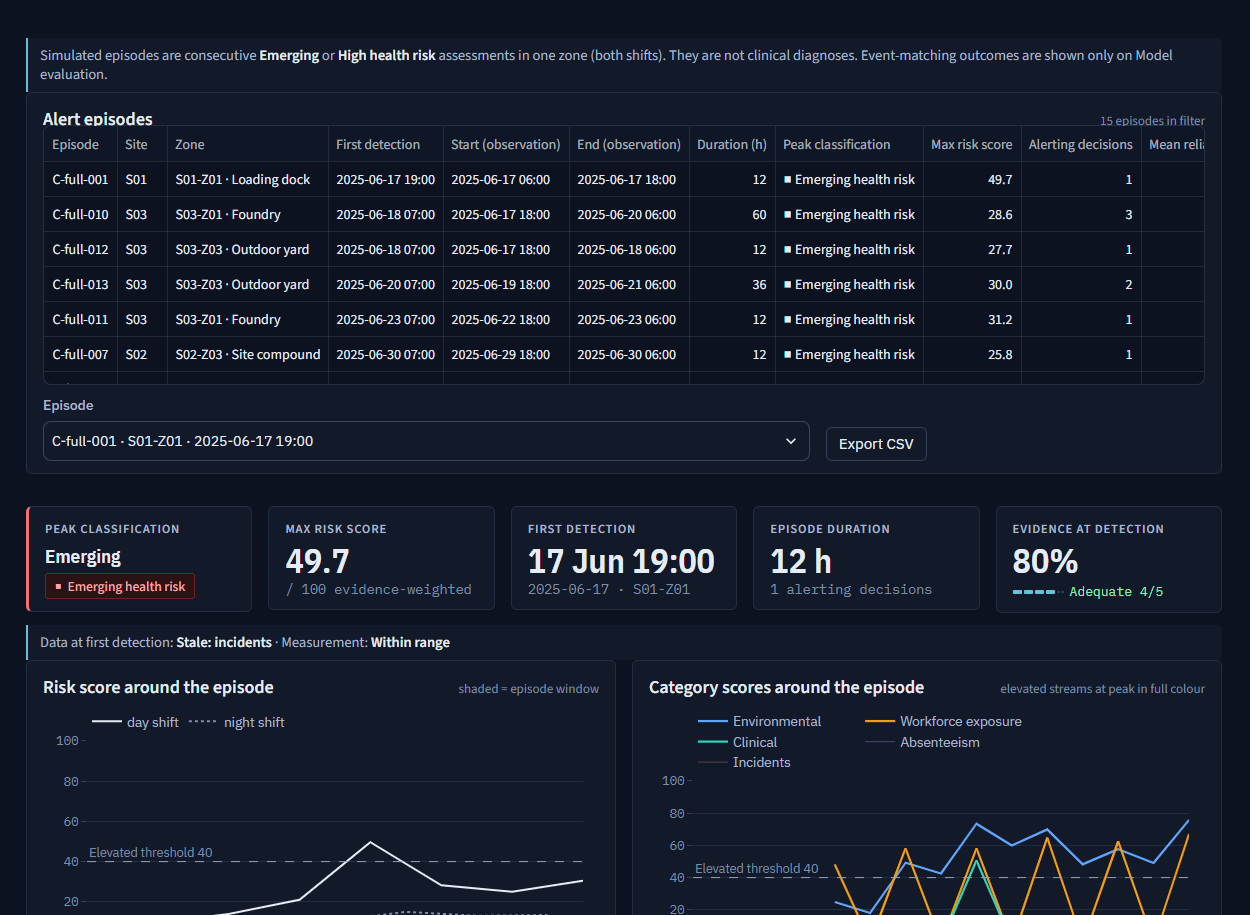 Simulated episodes are consecutive Emerging or High health risk assessments in one zone (both shifts). They are not clinical diagnoses. Event-matching outcomes are shown only on Model
evaluation.
Alert episodes 15 episodes in filter
Episode Site Zone First detection Start (observation) End (observation) Duration (h) Peak classification Max risk score Alerting decisions Mean
C-full-001 S01 S01-Z01 · Loading dock 2025-06-17 19:00 2025-06-17 06:00 2025-06-17 18:00 12 ■ Emerging health risk 49.7 1
C-full-010 S03 S03-Z01 · Foundry 2025-06-18 07:00 2025-06-17 18:00 2025-06-20 06:00 60 ■ Emerging health risk 28.6 3
C-full-012 S03 S03-Z03 · Outdoor yard 2025-06-18 07:00 2025-06-17 18:00 2025-06-18 06:00 12 ■ Emerging health risk 27.7 1
C-full-013 S03 S03-Z03 · Outdoor yard 2025-06-20 07:00 2025-06-19 18:00 2025-06-21 06:00 36 ■ Emerging health risk 30.0 2
C-full-011 S03 S03-Z01 · Foundry 2025-06-23 07:00 2025-06-22 18:00 2025-06-23 06:00 12 ■ Emerging health risk 31.2 1
C-full-007 S02 S02-Z03 · Site compound 2025-06-30 07:00 2025-06-29 18:00 2025-06-30 06:00 12 ■ Emerging health risk 25.8 1
Episode
C-full-001 · S01-Z01 · 2025-06-17 19:00
Export CSV
PEAK CLASSIFICATION
Emerging
■ Emerging health risk
MAX RISK SCORE
49.7
/ 100 evidence-weighted
FIRST DETECTION
17 Jun 19:00
2025-06-17 · S01-Z01
EPISODE DURATION
12 h
1 alerting decisions
EVIDENCE AT DETECTION
80%
Adequate 4/5
Data at first detection: Stale: incidents · Measurement: Within range
Risk score around the episode shaded = episode window
day shift night shift
100
80
60
Elevated threshold 40
40
20
Category scores around the episode elevated streams at peak in full colour
Environmental Workforce exposure
Clinical Absenteeism
Incidents
100
80
60
Elevated threshold 40
40
20